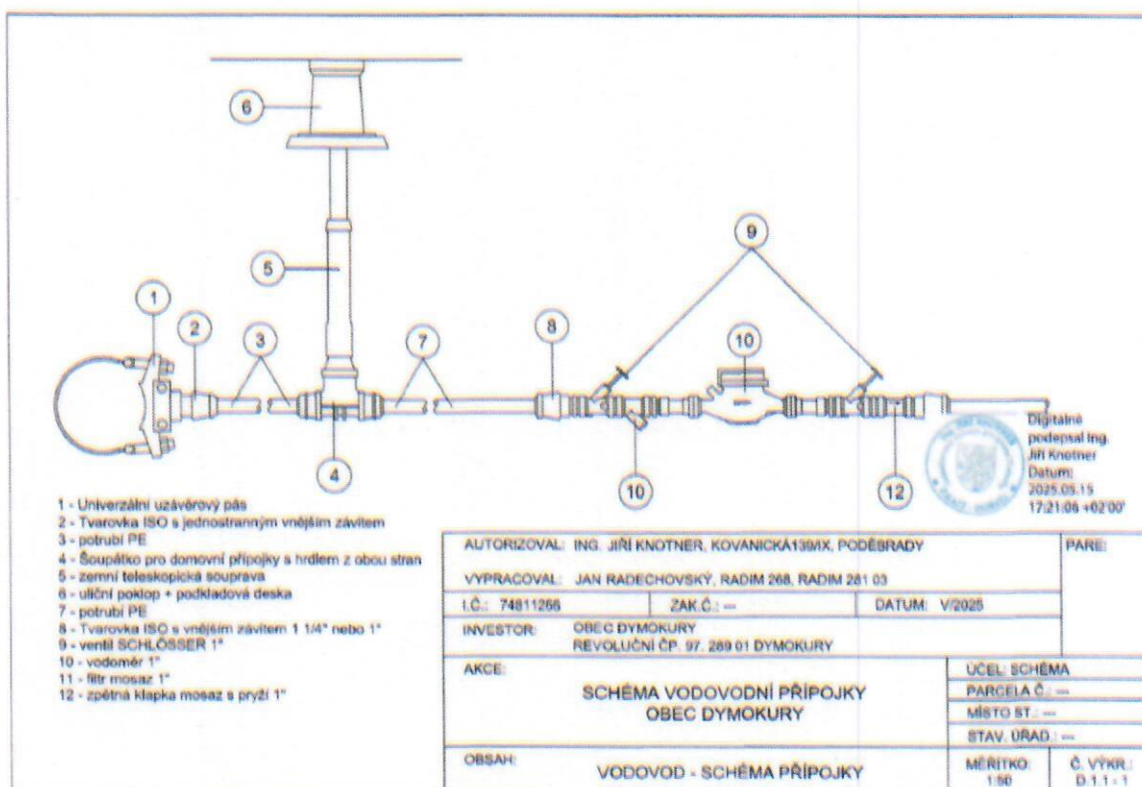 6
5
9
1
2
3
7
8
10
4
10
12
Digitálně
podepsal Ing.
Jiří Knotner
Datum:
2025.05.15
17:21:06 +02'00'
1 - Univerzální uzávěrový pás
2 - Tvarovka ISO s jednostranným vnějším závitem
3 - potrubí PE
4 - Šoupátko pro domovní přípojky s hrdlem z obou stran
5 - zemní teleskopická souprava
6 - uliční poklop + podkladová deska
7 - potrubí PE
8 - Tvarovka ISO s vnějším závitem 1 1/4" nebo 1"
9 - ventil SCHLÖSSER 1"
10 - vodoměr 1"
11 - filtr mosaz 1"
12 - zpětná klapka mosaz s pryží 1"
AUTORIZOVAL: ING. JIŘÍ KNOTNER, KOVANICKÁ139/IX, PODĚBRADY
PARÉ:
VYPRACOVAL: JAN RADECHOVSKÝ, RADIM 268, RADIM 281 03
I.Č.: 74811266 ZAK.Č.: --- DATUM: V/2025
INVESTOR: OBEC DYMOKURY
REVOLUČNÍ ČP. 97, 289 01 DYMOKURY
AKCE:
SCHÉMA VODOVODNÍ PŘÍPOJKY
OBEC DYMOKURY
ÚČEL: SCHÉMA
PARCELA Č.: ---
MÍSTO ST.: ---
STAV. ÚŘAD.: ---
OBSAH:
VODOVOD - SCHÉMA PŘÍPOJKY
MĚŘÍTKO:
1:50
Č. VÝKR.:
D.1.1 - 1